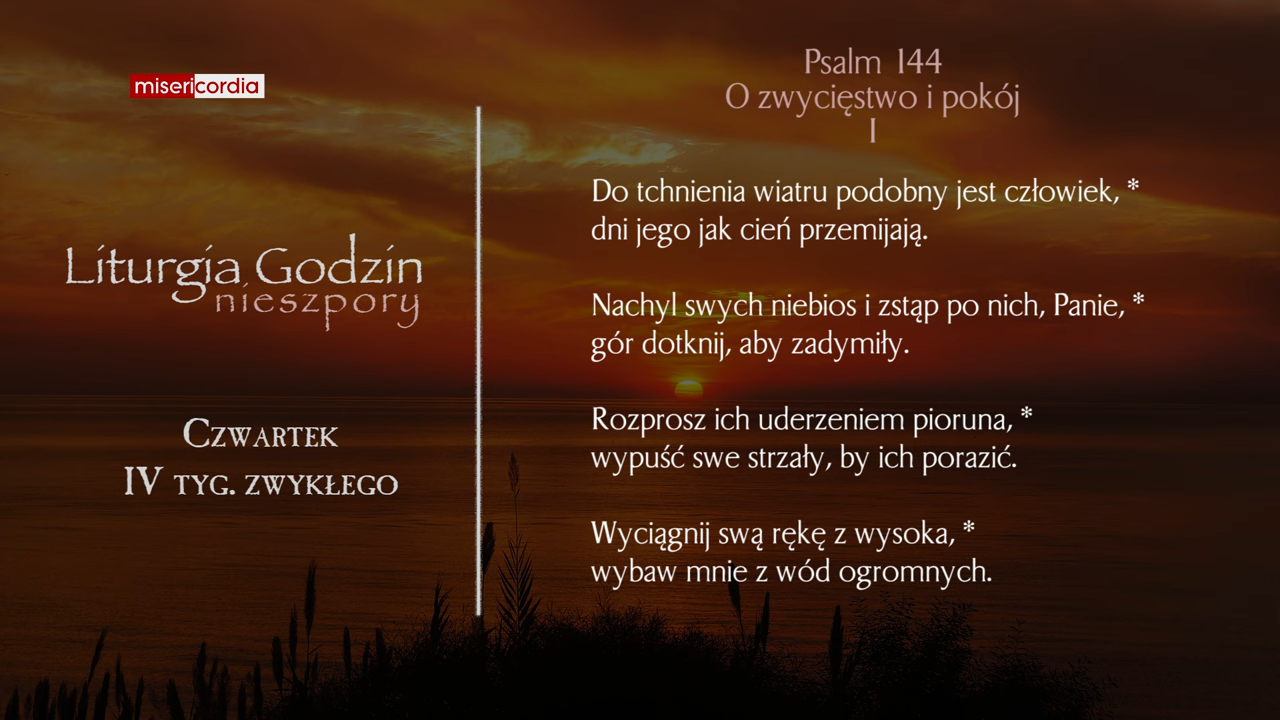 misericordia
Liturgia Godzin
nieszpory
Czwartek
IV tyg. zwykłego
Psalm 144
O zwycięstwo i pokój
I
Do tchnienia wiatru podobny jest człowiek, *
dni jego jak cień przemijają.
Nachyl swych niebios i zstąp po nich, Panie, *
gór dotknij, aby zadymiły.
Rozprosz ich uderzeniem pioruna, *
wypuść swe strzały, by ich porazić.
Wyciągnij swą rękę z wysoka, *
wybaw mnie z wód ogromnych.